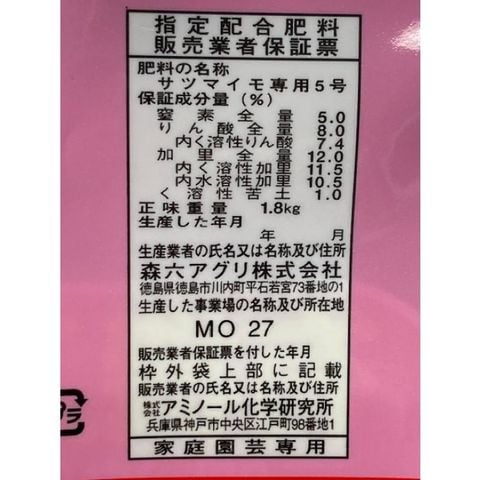 指定配合肥料
販売業者保証票
肥料の名称
サツマイモ専用5号
保証成分量(%)
窒素全量 5.0
りん酸全量 8.0
内く溶性りん酸 7.4
加里全量 12.0
内く溶性加里 11.5
内水溶性加里 10.5
く溶性苦土 1.0
正味重量 1.8kg
生産した年月
年 月
生産業者の氏名又は名称及び住所
森六アグリ株式会社
徳島県徳島市川内町平石若宮73番地の1
生産した事業場の名称及び所在地
MO 27
販売業者保証票を付した年月
枠外袋上部に記載
販売業者の氏名又は名称及び住所
株式会社アミノール化学研究所
兵庫県神戸市中央区江戸町98番地1
家庭園芸専用
プラ